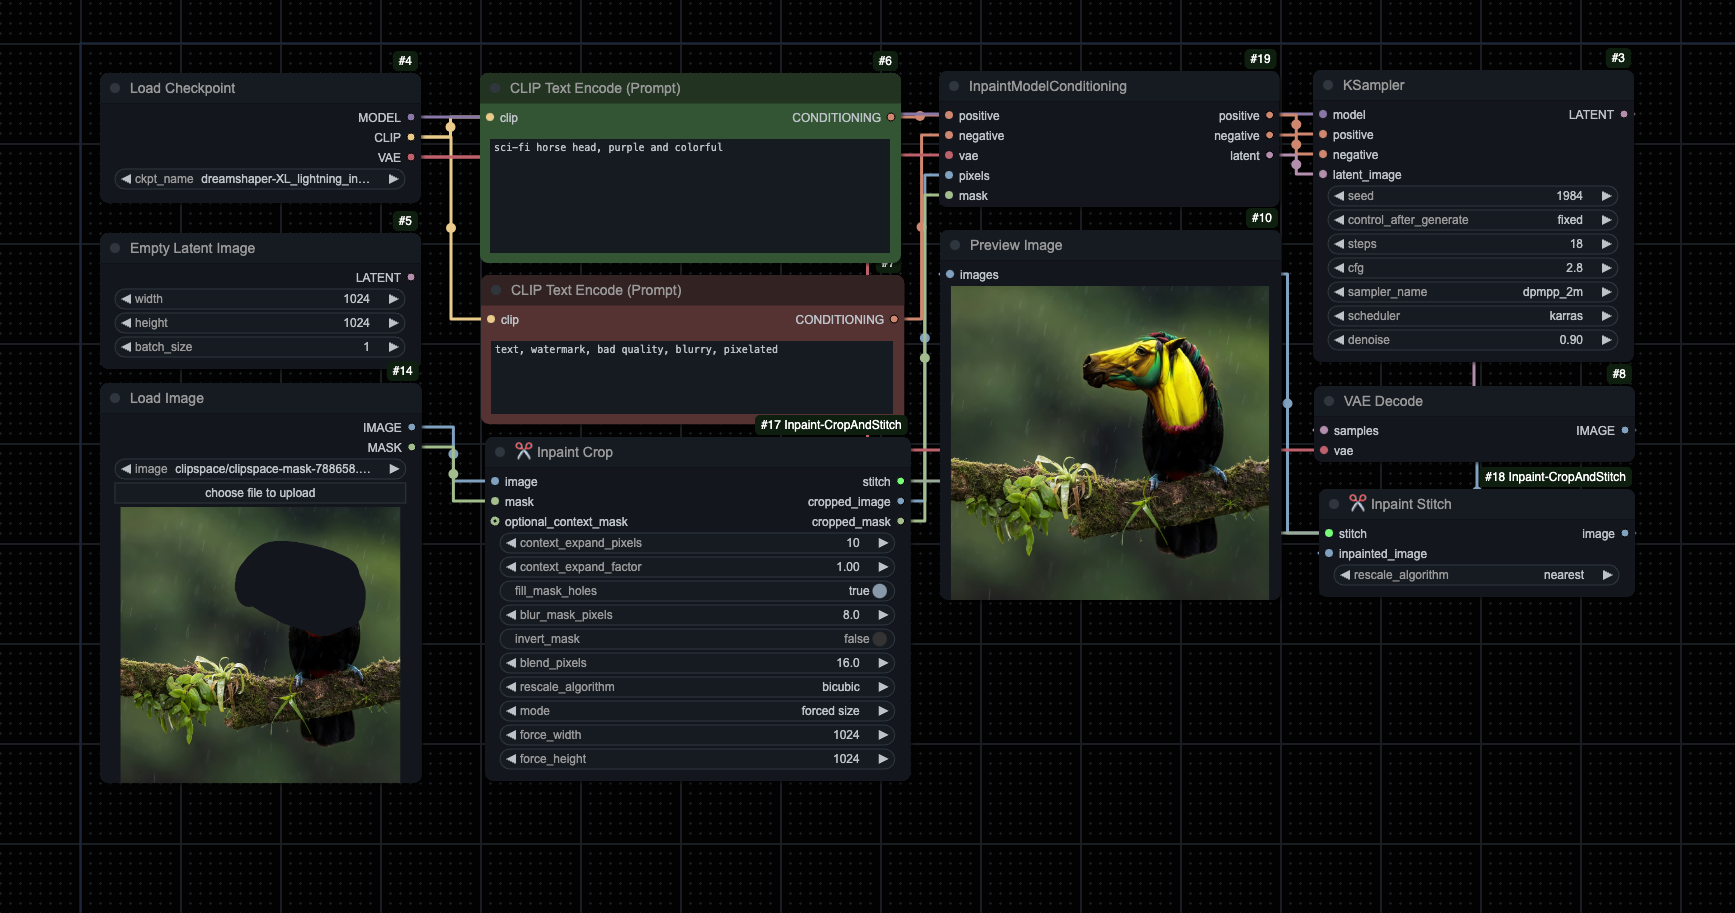 #4
Load Checkpoint
MODEL
CLIP
VAE
ckpt_name dreamshaper-XL_lightning_in...
#5
Empty Latent Image
LATENT
width 1024
height 1024
batch_size 1
#14
Load Image
IMAGE
MASK
image clipspace/clipspace-mask-788658....
choose file to upload
#6
CLIP Text Encode (Prompt)
clip CONDITIONING
sci-fi horse head, purple and colorful
#7
CLIP Text Encode (Prompt)
clip CONDITIONING
text, watermark, bad quality, blurry, pixelated
#17 Inpaint-CropAndStitch
Inpaint Crop
image stitch
mask cropped_image
optional_context_mask cropped_mask
context_expand_pixels 10
context_expand_factor 1.00
fill_mask_holes true
blur_mask_pixels 8.0
invert_mask false
blend_pixels 16.0
rescale_algorithm bicubic
mode forced size
force_width 1024
force_height 1024
#19
InpaintModelConditioning
positive positive
negative negative
vae latent
pixels
mask
#10
Preview Image
images
#3
KSampler
model LATENT
positive
negative
latent_image
seed 1984
control_after_generate fixed
steps 18
cfg 2.8
sampler_name dpmpp_2m
scheduler karras
denoise 0.90
#8
VAE Decode
samples IMAGE
vae
#18 Inpaint-CropAndStitch
Inpaint Stitch
stitch image
inpainted_image
rescale_algorithm nearest